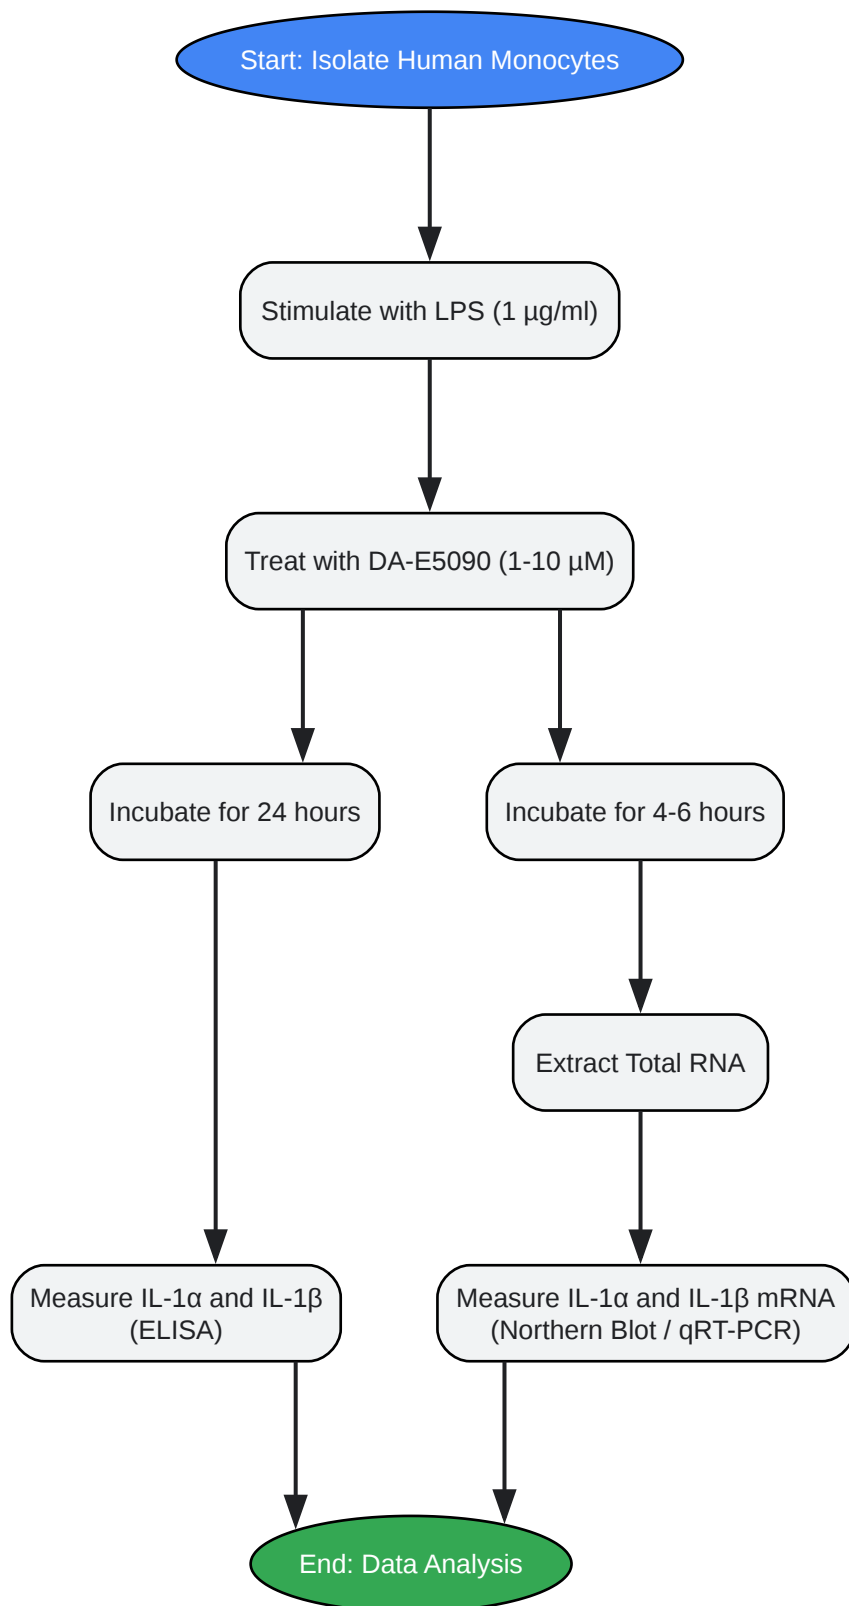 Start: Isolate Human Monocytes
Stimulate with LPS (1 µg/ml)
Treat with DA-E5090 (1-10 µM)
Incubate for 24 hours
Incubate for 4-6 hours
Extract Total RNA
Measure IL-1α and IL-1β
(ELISA)
Measure IL-1α and IL-1β mRNA
(Northern Blot / qRT-PCR)
End: Data Analysis